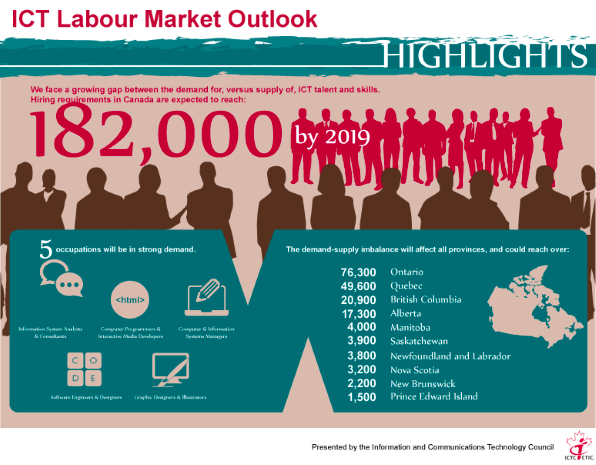 ICT Labour Market Outlook
HIGHLIGHTS
We face a growing gap between the demand for, versus supply of, ICT talent and skills.
Hiring requirements in Canada are expected to reach:
182,000 by 2019
5 occupations will be in strong demand.
<html>
Information System Analysts
& Consultants
Computer Programmers &
Interactive Media Developers
Computer & Information
Systems Managers
C O
D E
Software Engineers & Designers
Graphic Designers & Illustrators
The demand-supply imbalance will affect all provinces, and could reach over:
76,300 Ontario
49,600 Quebec
20,900 British Columbia
17,300 Alberta
4,000 Manitoba
3,900 Saskatchewan
3,800 Newfoundland and Labrador
3,200 Nova Scotia
2,200 New Brunswick
1,500 Prince Edward Island
Presented by the Information and Communications Technology Council
ICTC CTIC